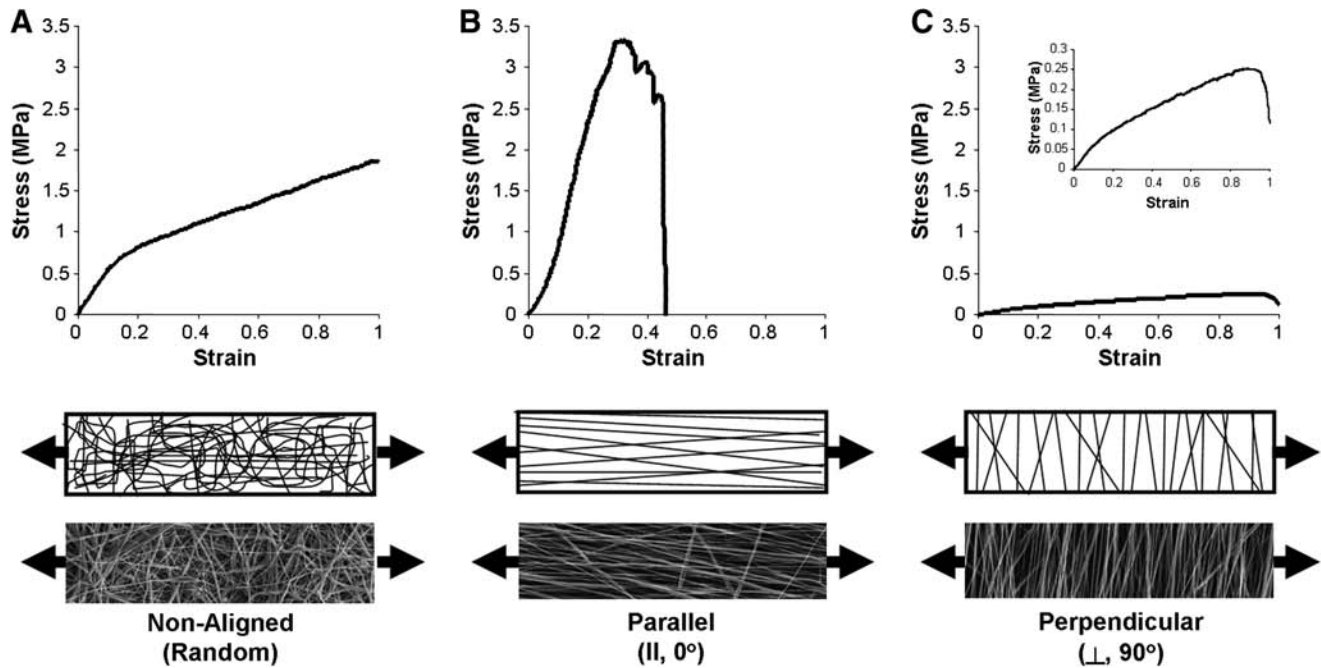 A
3.5
3
2.5
2
1.5
1
0.5
0
Stress (MPa)
0 0.2 0.4 0.6 0.8 1
Strain
B
3.5
3
2.5
2
1.5
1
0.5
0
Stress (MPa)
0 0.2 0.4 0.6 0.8 1
Strain
C
3.5
3
2.5
2
1.5
1
0.5
0
Stress (MPa)
0 0.2 0.4 0.6 0.8 1
Strain
0.3
0.25
0.2
0.15
0.1
0.05
0
Stress (MPa)
0 0.2 0.4 0.6 0.8 1
Strain
Non-Aligned
(Random)
Parallel
(II, 0º)
Perpendicular
(⊥, 90º)